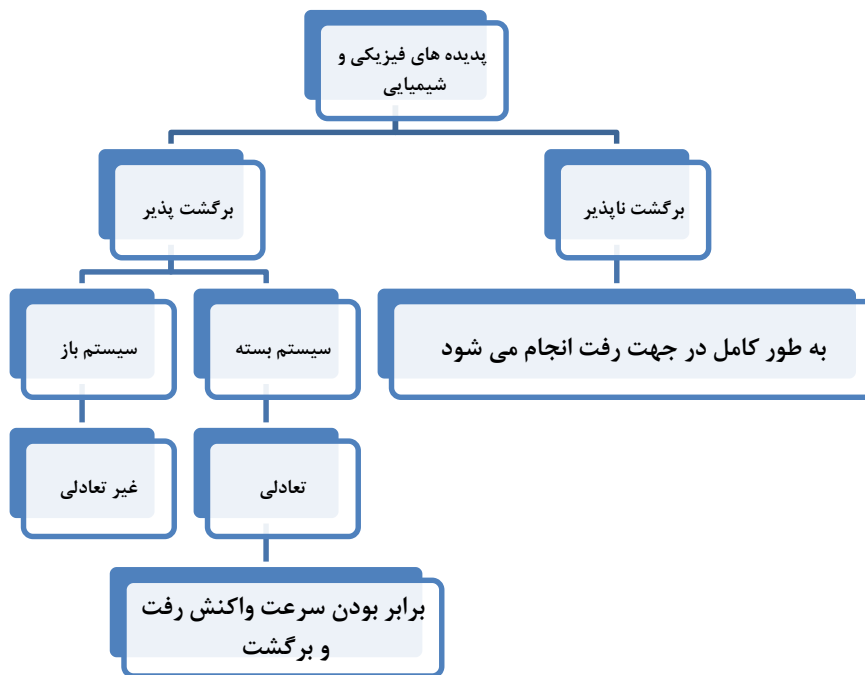 پدیده های فیزیکی و
شیمیایی
برگشت ناپذیر
برگشت پذیر
به طور کامل در جهت رفت انجام می شود
سیستم بسته
سیستم باز
تعادلی
غیر تعادلی
برابر بودن سرعت واکنش رفت
و برگشت